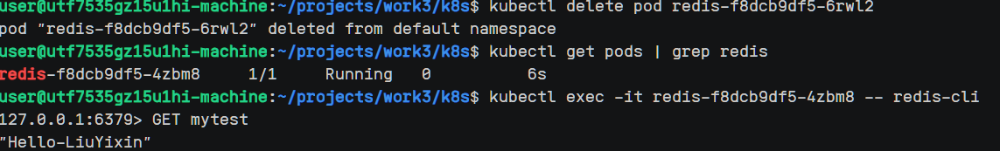 user@utf7535gz15u1hi-machine:~/projects/work3/k8s$ kubectl delete pod redis-f8dcb9df5-6rwl2
pod "redis-f8dcb9df5-6rwl2" deleted from default namespace
user@utf7535gz15u1hi-machine:~/projects/work3/k8s$ kubectl get pods | grep redis
redis-f8dcb9df5-4zbm8     1/1     Running   0          6s
user@utf7535gz15u1hi-machine:~/projects/work3/k8s$ kubectl exec -it redis-f8dcb9df5-4zbm8 -- redis-cli
127.0.0.1:6379> GET mytest
"Hello-LiuYixin"